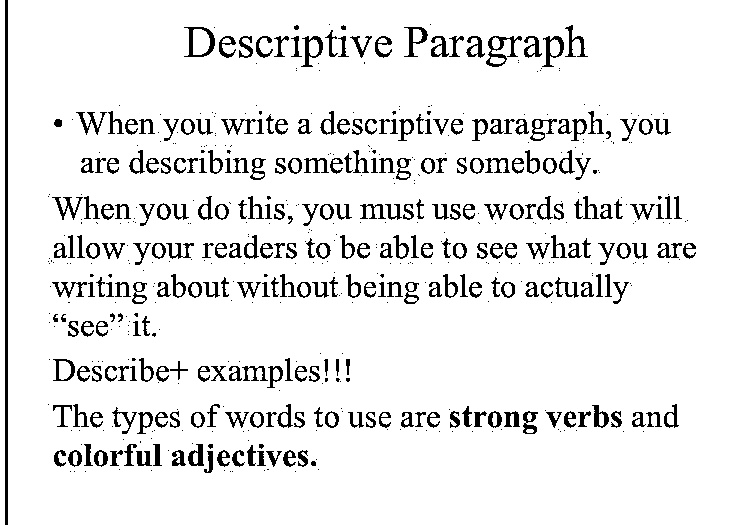 Descriptive Paragraph
• When you write a descriptive paragraph, you
are describing something or somebody.
When you do this, you must use words that will
allow your readers to be able to see what you are
writing about without being able to actually
“see” it.
Describe+ examples!!!
The types of words to use are strong verbs and
colorful adjectives.